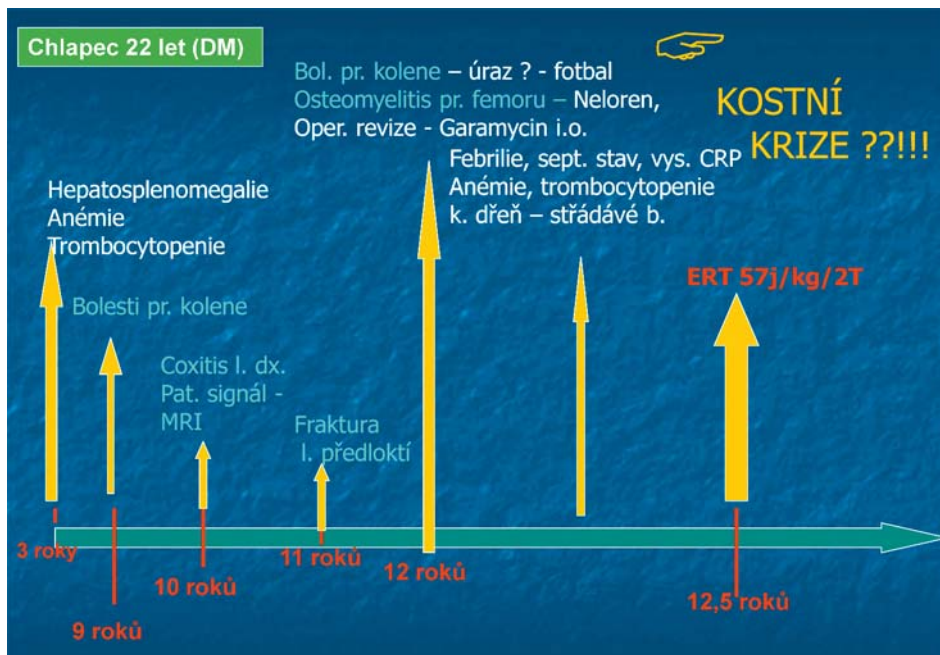 Chlapec 22 let (DM)
Bol. pr. kolene – úraz ? - fotbal
Osteomyelitis pr. femoru – Neloren,
Oper. revize - Garamycin i.o.
KOSTNÍ
KRIZE ??!!!
Febrilie, sept. stav, vys. CRP
Anémie, trombocytopenie
k. dřeň – střádávé b.
Hepatosplenomegalie
Anémie
Trombocytopenie
Bolesti pr. kolene
Coxitis l. dx.
Pat. signál -
MRI
Fraktura
l. předloktí
ERT 57j/kg/2T
3 roky
9 roků
10 roků
11 roků
12 roků
12,5 roků